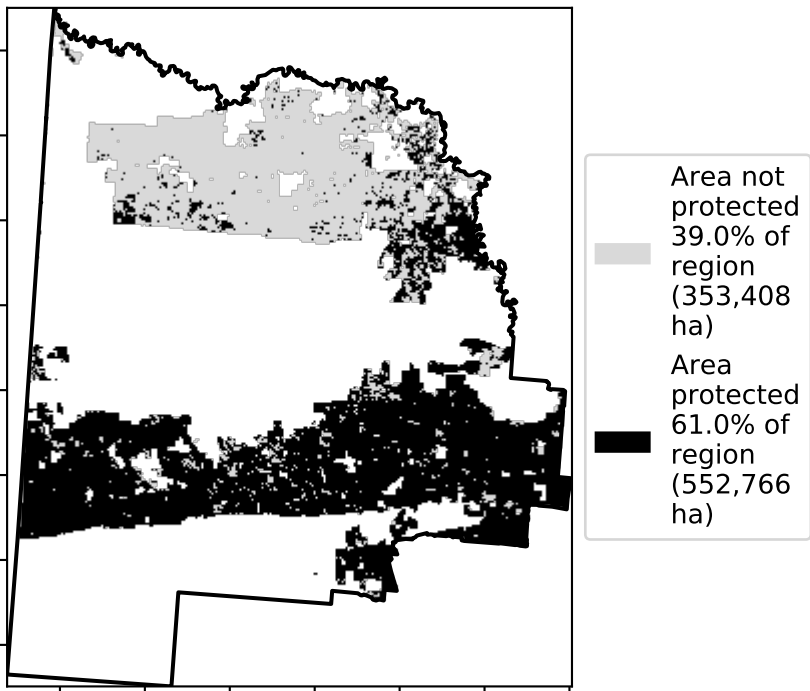 Area not
protected
39.0% of
region
(353,408
ha)
Area
protected
61.0% of
region
(552,766
ha)